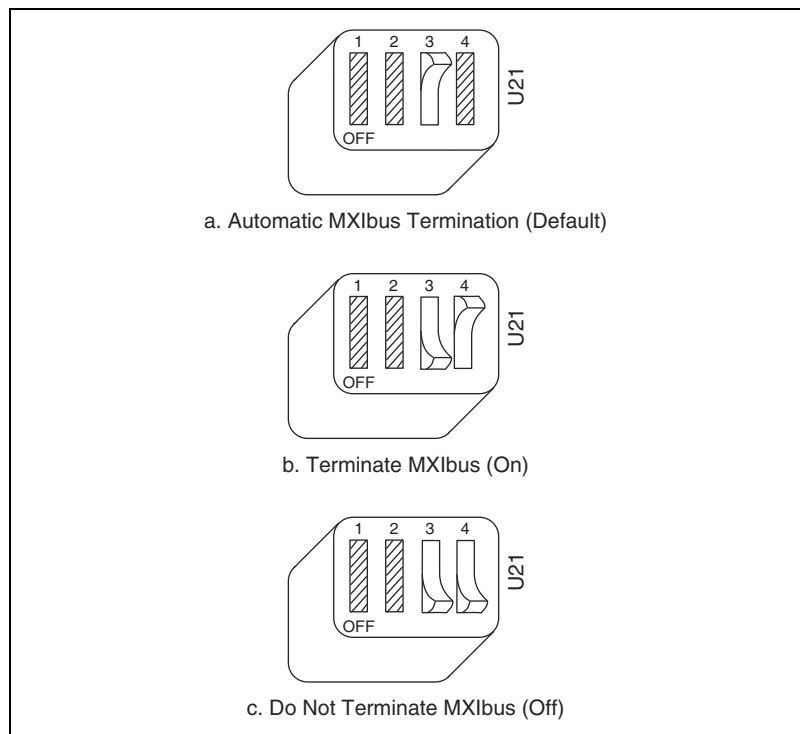 1 2 3 4
OFF
U21
a. Automatic MXIbus Termination (Default)
1 2 3 4
OFF
U21
b. Terminate MXIbus (On)
1 2 3 4
OFF
U21
c. Do Not Terminate MXIbus (Off)